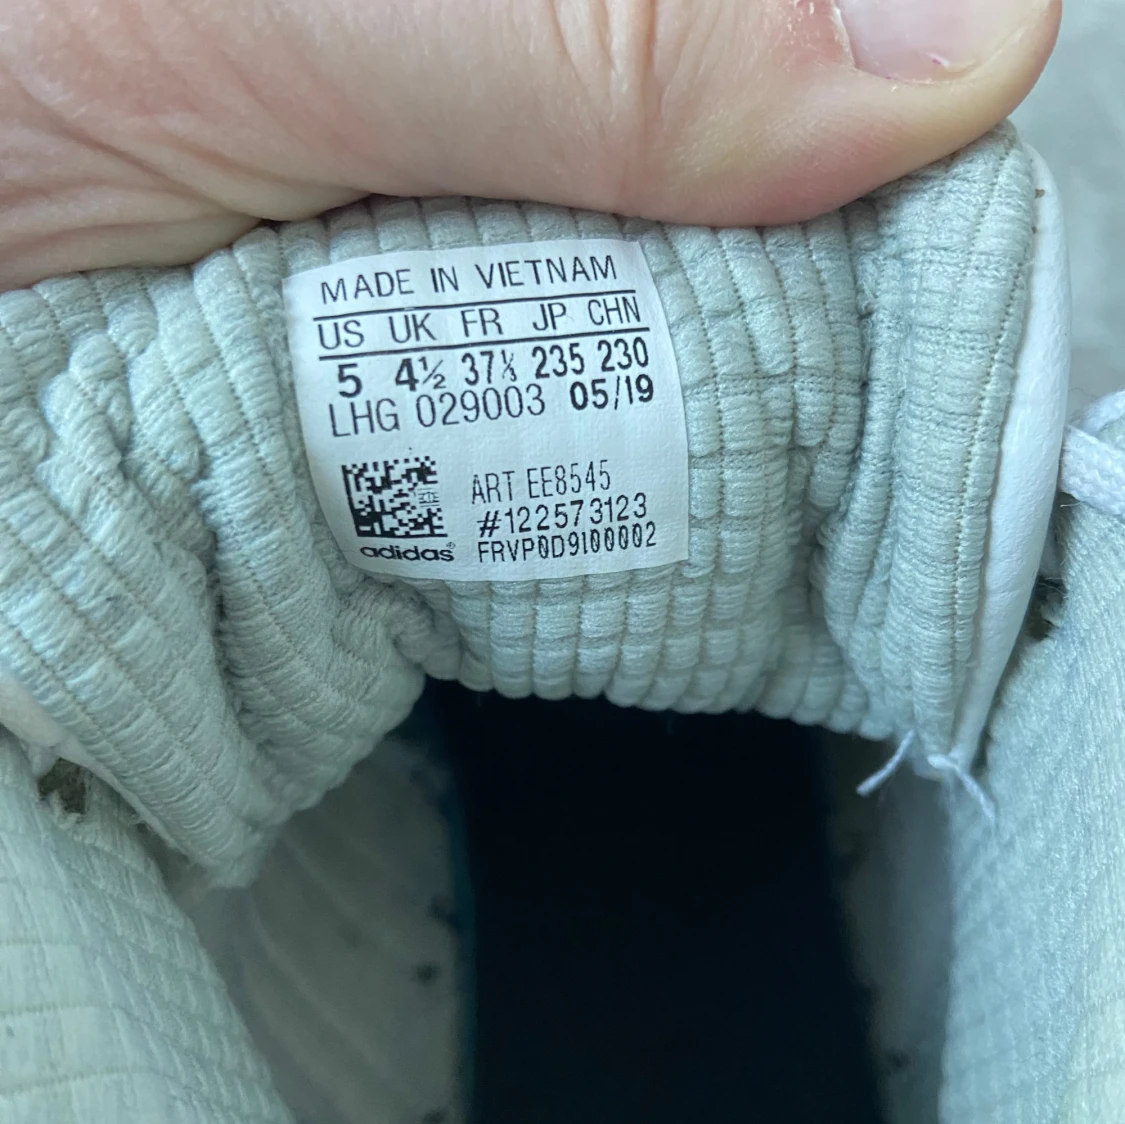 MADE IN VIETNAM
US UK FR JP CHN
5 4½ 37⅓ 235 230
LHG 029003 05/19
ART EE8545
#122573123
adidas® FRVP0D9I00002